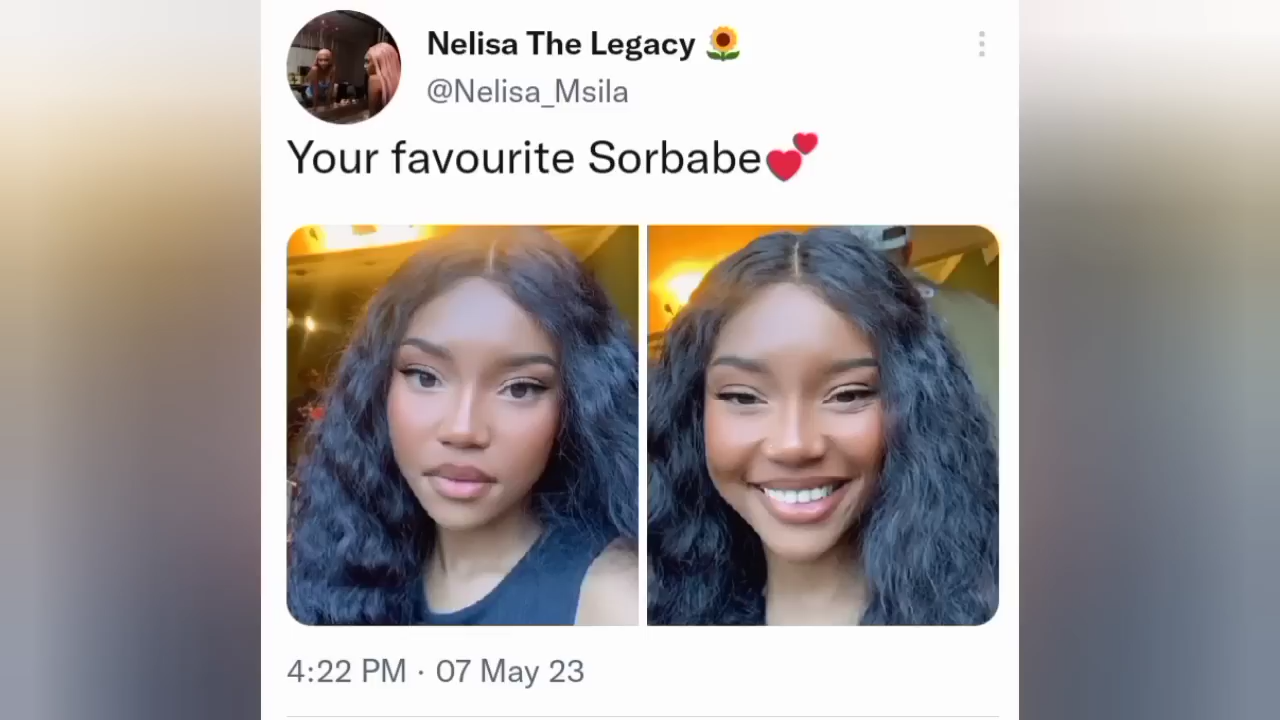 Nelisa The Legacy 🌻
@Nelisa_Msila
Your favourite Sorbabe💕
4:22 PM · 07 May 23